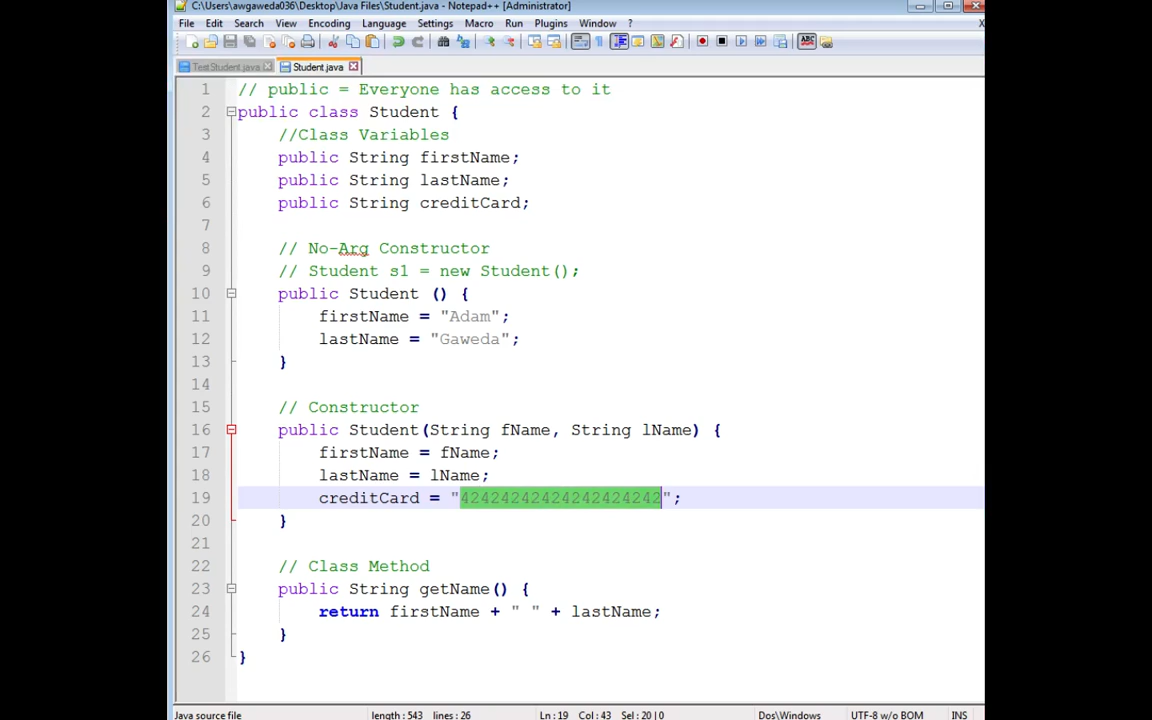 C:\Users\awgaweda036\Desktop\Java Files\Student.java - Notepad++ [Administrator]
File Edit Search View Encoding Language Settings Macro Run Plugins Window ? X
TestStudent.java Student.java
1 // public = Everyone has access to it
2 public class Student {
3 //Class Variables
4 public String firstName;
5 public String lastName;
6 public String creditCard;
7
8 // No-Arg Constructor
9 // Student s1 = new Student();
10 public Student () {
11 firstName = "Adam";
12 lastName = "Gaweda";
13 }
14
15 // Constructor
16 public Student(String fName, String lName) {
17 firstName = fName;
18 lastName = lName;
19 creditCard = "42424242424242424242";
20 }
21
22 // Class Method
23 public String getName() {
24 return firstName + " " + lastName;
25 }
26 }
Java source file length : 543 lines : 26 Ln : 19 Col : 43 Sel : 20 | 0 Dos\Windows UTF-8 w/o BOM INS